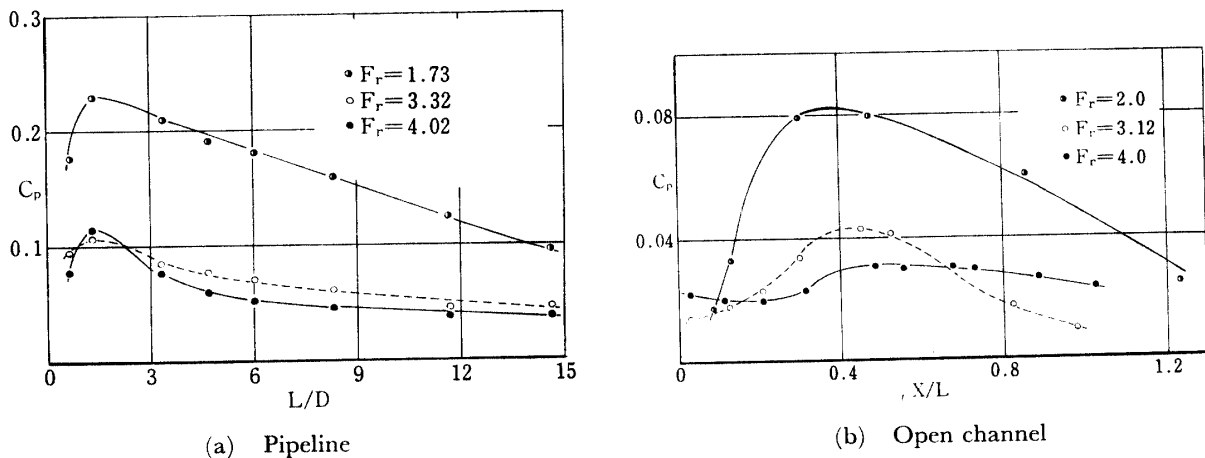 0.3
0.2
Cp
0.1
0
Fr=1.73
Fr=3.32
Fr=4.02
0 3 6 9 12 15
L/D
(a) Pipeline
0.08
Cp
0.04
Fr=2.0
Fr=3.12
Fr=4.0
0 0.4 0.8 1.2
X/L
(b) Open channel